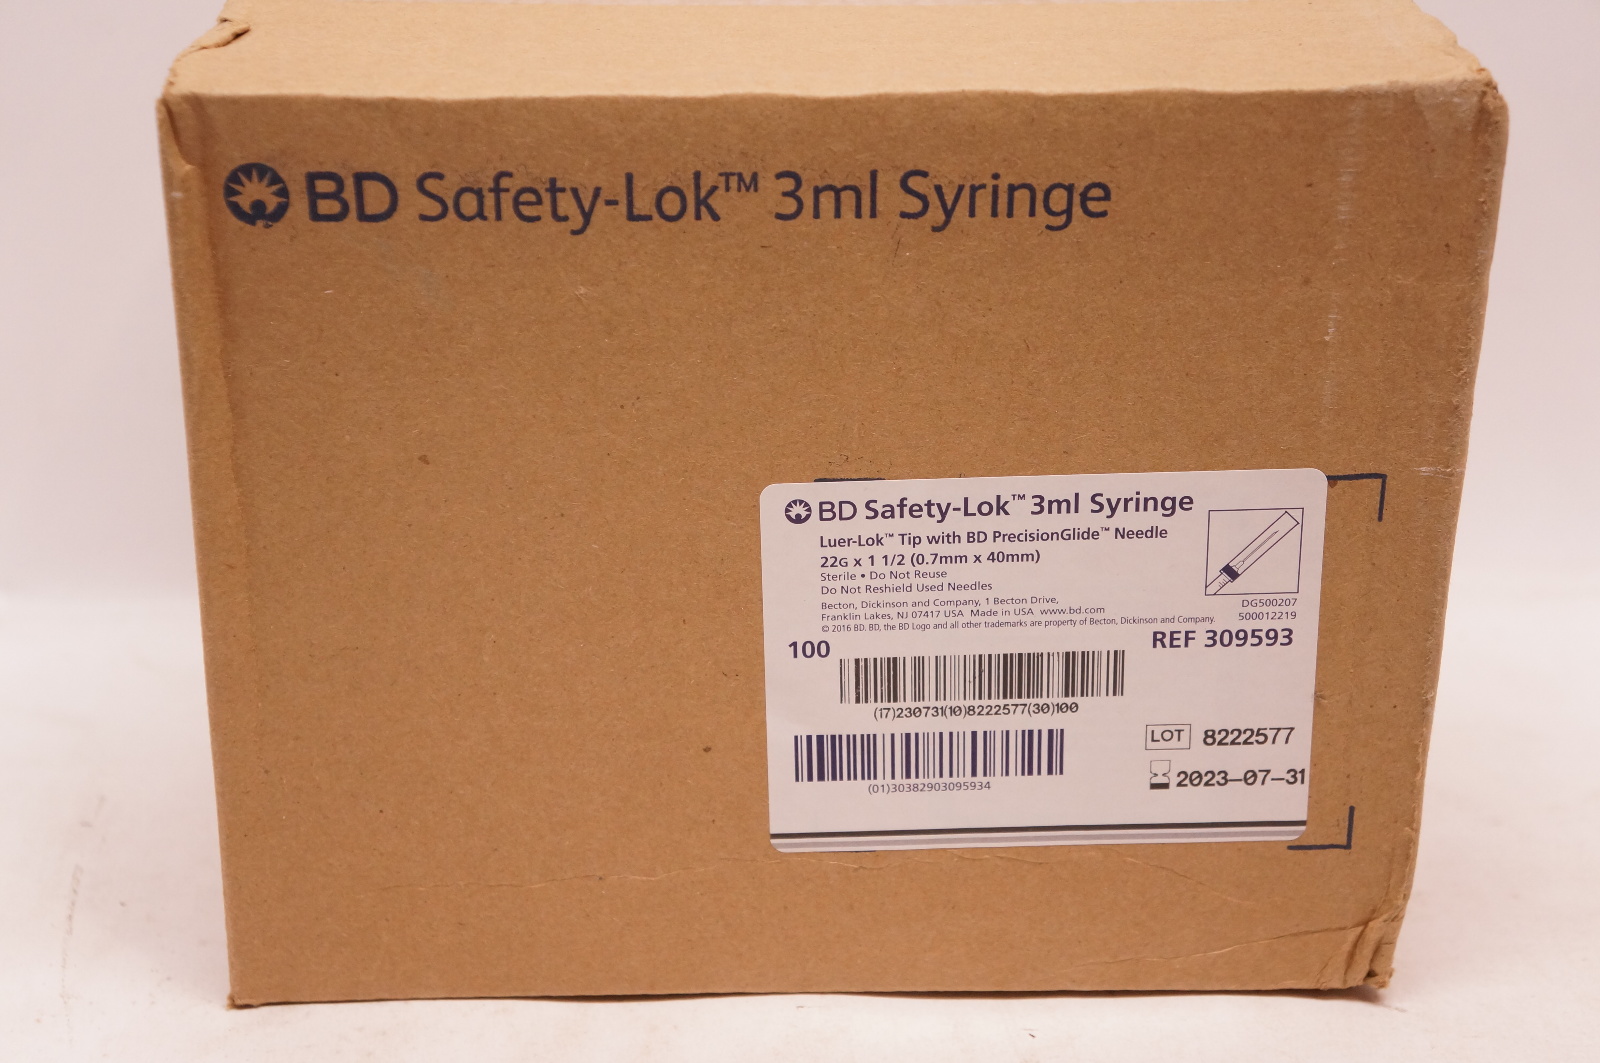 BD Safety-Lok™ 3ml Syringe
BD Safety-Lok™ 3ml Syringe
Luer-Lok™ Tip with BD PrecisionGlide™ Needle
22G x 1 1/2 (0.7mm x 40mm)
Sterile • Do Not Reuse
Do Not Reshield Used Needles
Becton, Dickinson and Company, 1 Becton Drive,
Franklin Lakes, NJ 07417 USA Made in USA www.bd.com
© 2016 BD. BD, the BD Logo and all other trademarks are property of Becton, Dickinson and Company.
DG500207
500012219
100
REF 309593
(17)230731(10)8222577(30)100
(01)30382903095934
LOT 8222577
2023-07-31